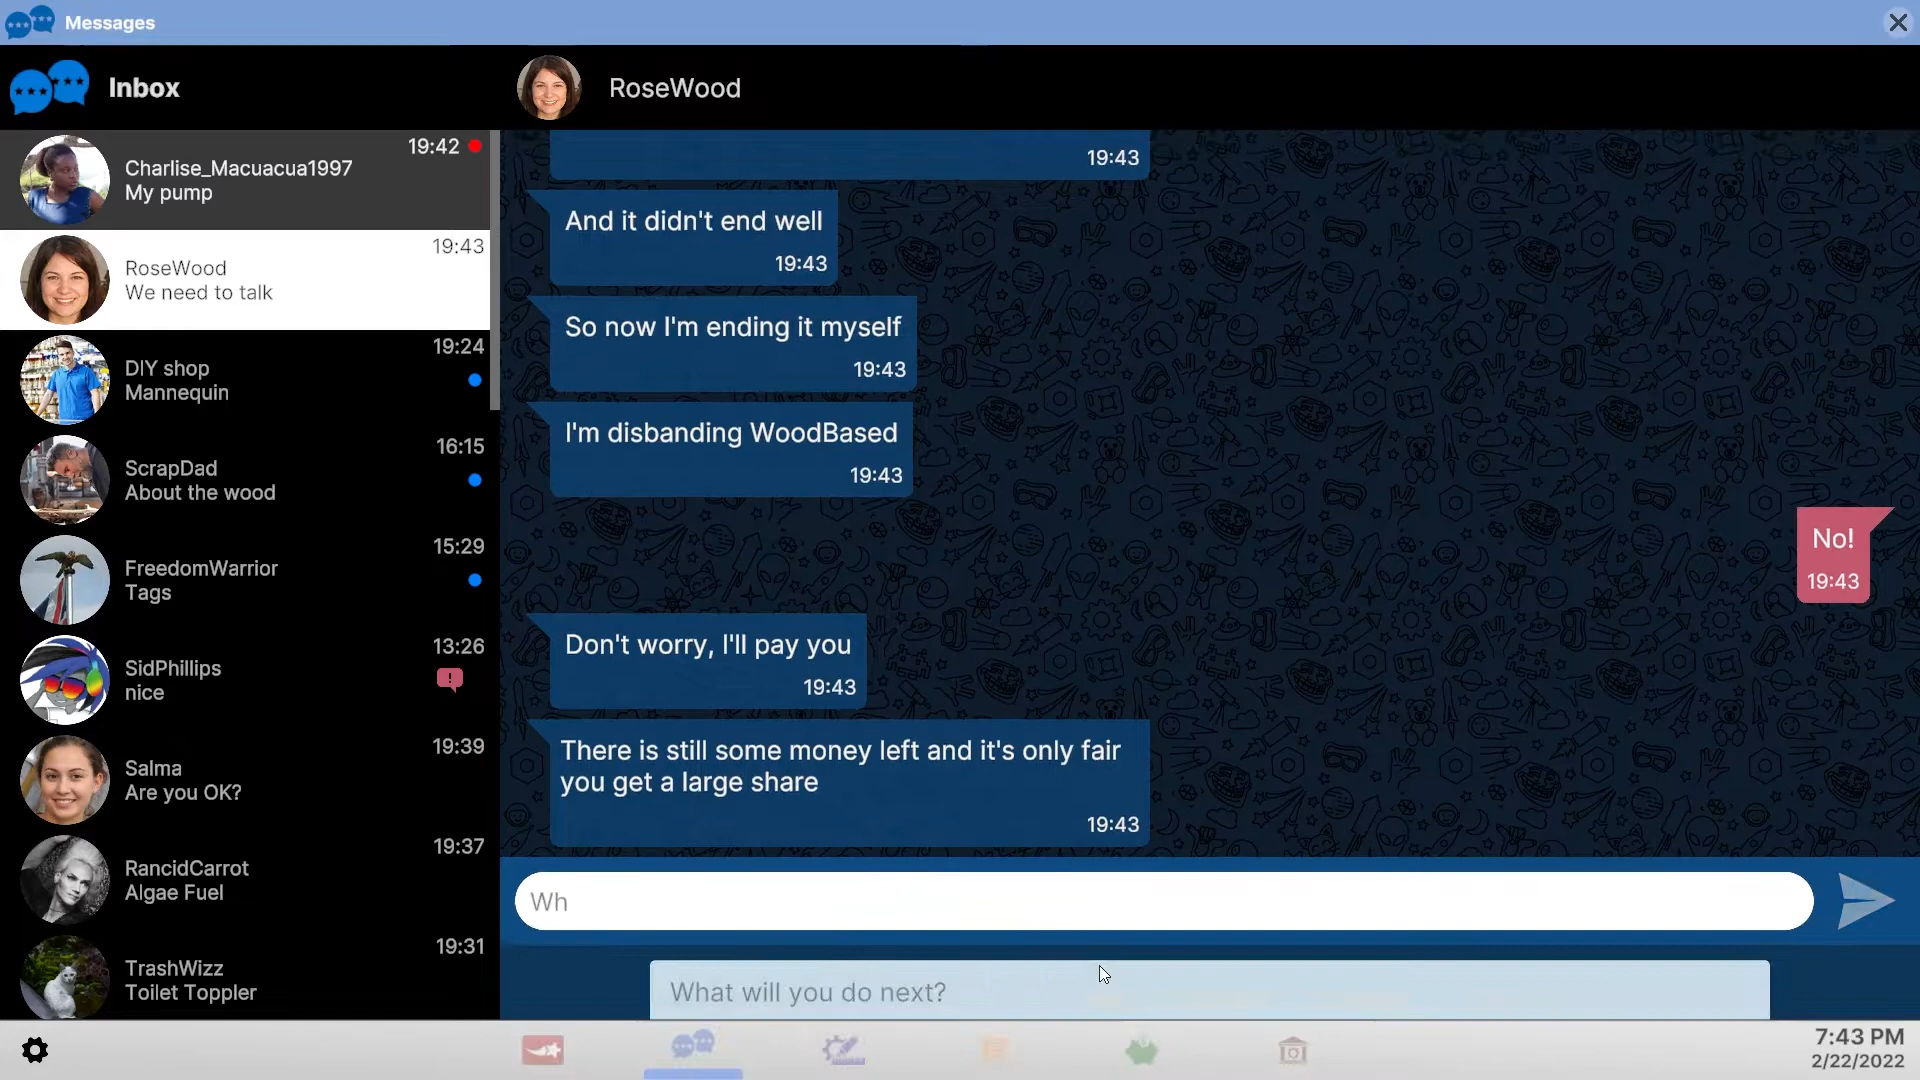 Messages
Inbox
RoseWood
19:42
Charlise_Macuacua1997
My pump
19:43
RoseWood
We need to talk
19:24
DIY shop
Mannequin
16:15
ScrapDad
About the wood
15:29
FreedomWarrior
Tags
13:26
SidPhillips
nice
19:39
Salma
Are you OK?
19:37
RancidCarrot
Algae Fuel
19:31
TrashWizz
Toilet Toppler
19:43
And it didn't end well
19:43
So now I'm ending it myself
19:43
I'm disbanding WoodBased
19:43
No!
19:43
Don't worry, I'll pay you
19:43
There is still some money left and it's only fair
you get a large share
19:43
Wh
What will you do next?
7:43 PM
2/22/2022